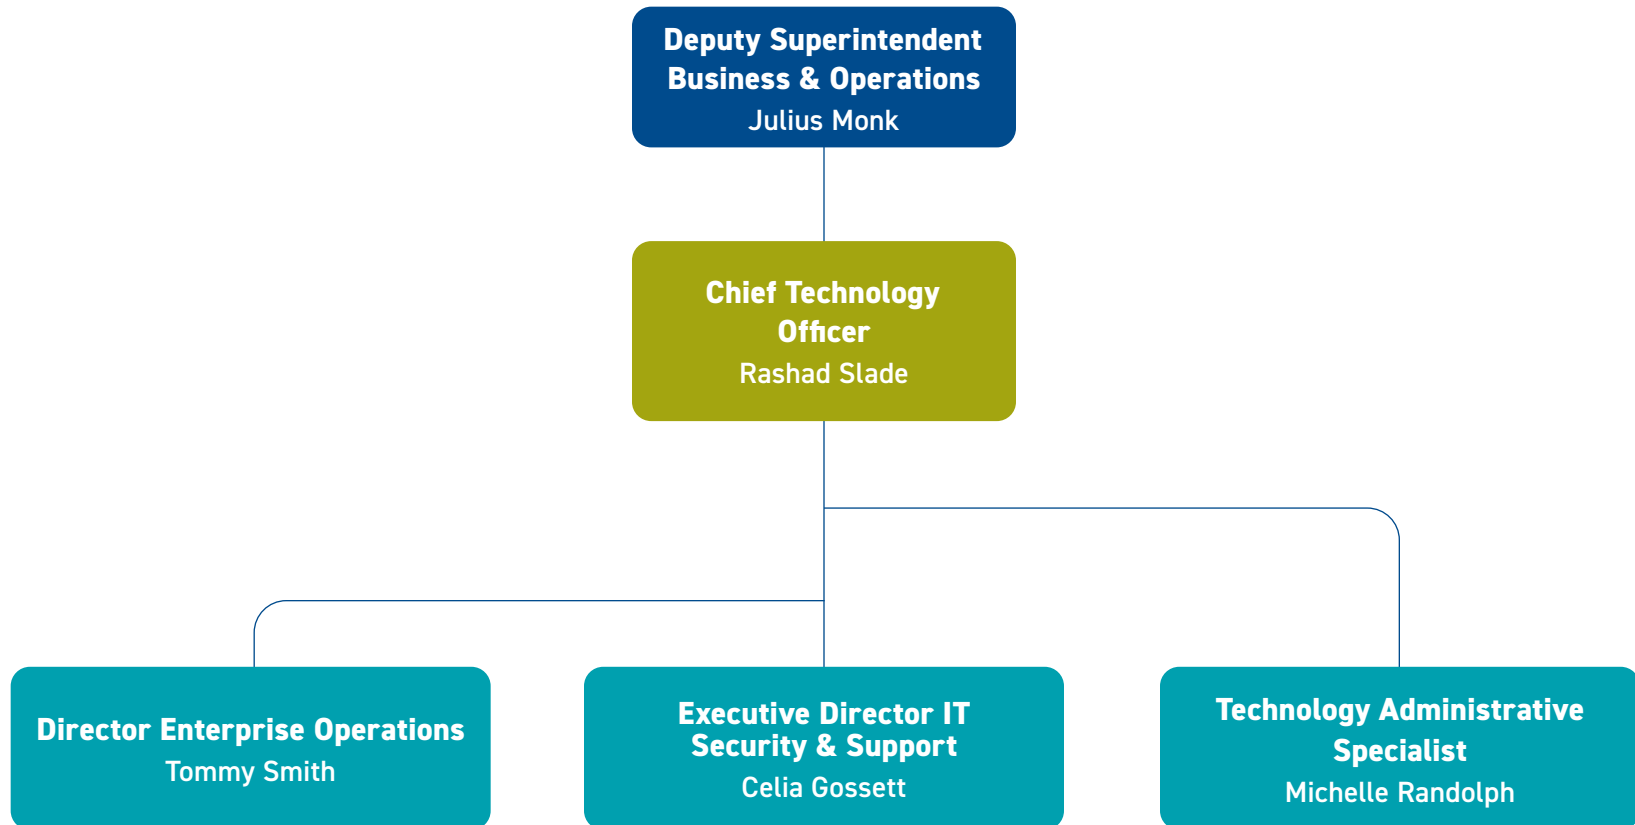 Deputy Superintendent
Business & Operations
Julius Monk
Chief Technology
Officer
Rashad Slade
Director Enterprise Operations
Tommy Smith
Executive Director IT
Security & Support
Celia Gossett
Technology Administrative
Specialist
Michelle Randolph